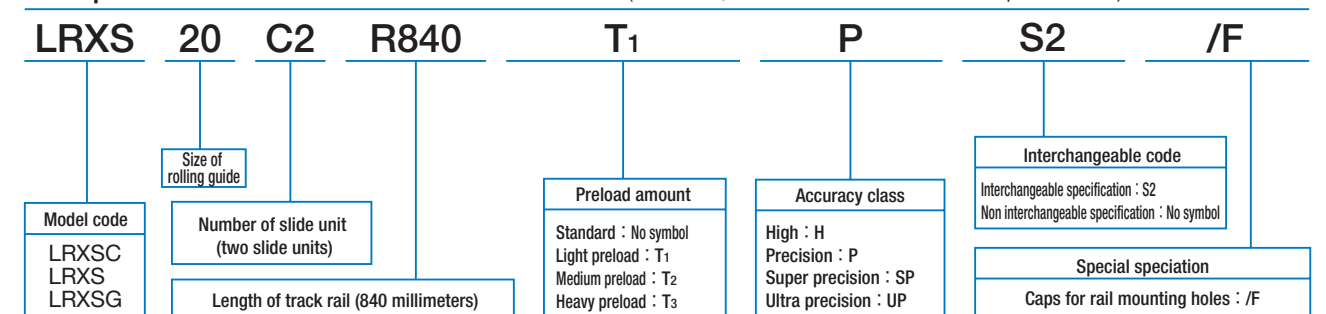 LRXS 20 C2 R840 T1 P S2 /F
Size of
rolling guide
Model code
LRXSC
LRXS
LRXSG
Number of slide unit
(two slide units)
Length of track rail (840 millimeters)
Preload amount
Standard：No symbol
Light preload：T1
Medium preload：T2
Heavy preload：T3
Accuracy class
High：H
Precision：P
Super precision：SP
Ultra precision：UP
Interchangeable code
Interchangeable specification：S2
Non interchangeable specification：No symbol
Special speciation
Caps for rail mounting holes：/F